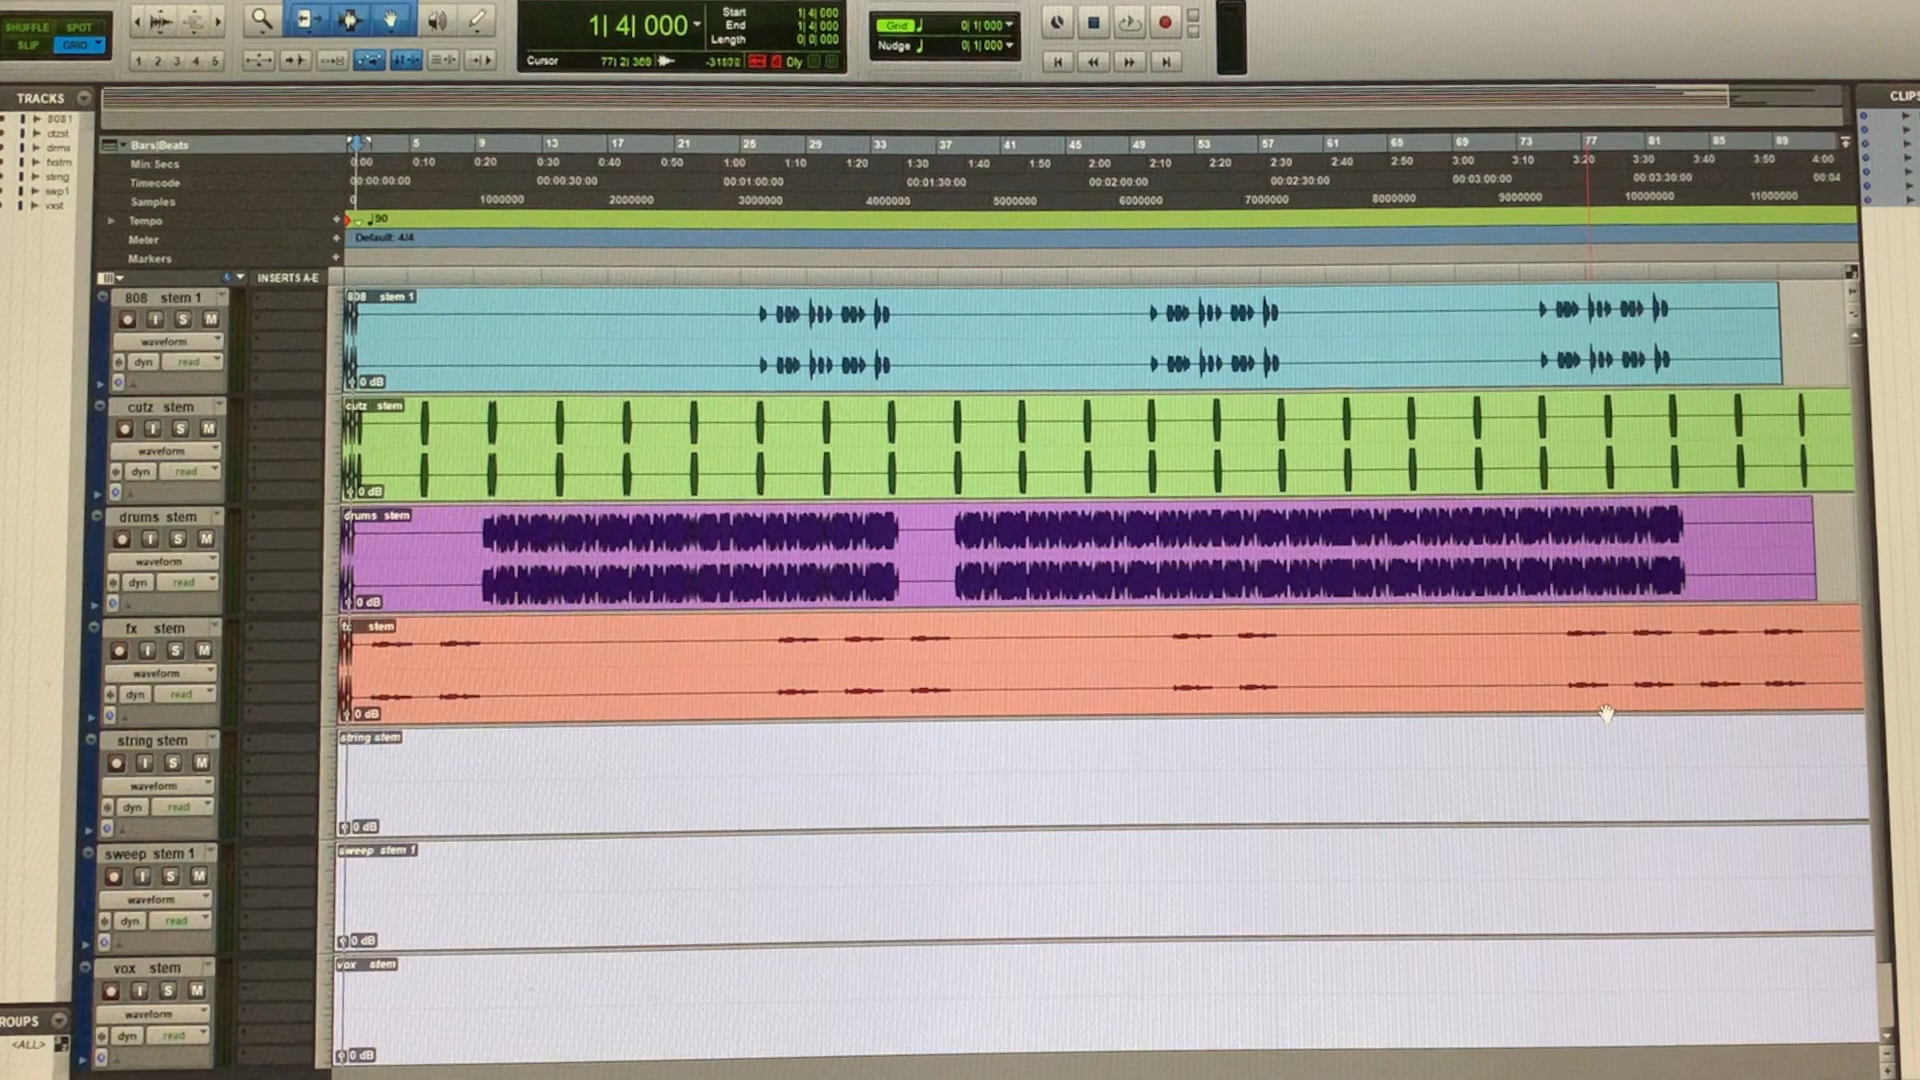 SHUFFLE SPOT
SLIP GRID
1 2 3 4 5
1| 4| 000
Start 1| 4| 000
End 1| 4| 000
Length 0| 0| 000
Cursor 77| 2| 369
Dly
Grid 0| 1| 000
Nudge 0| 1| 000
TRACKS
8081
ctzst
drms
fxstm
strng
swp1
vxst
CLIPS
Bars|Beats 5 9 13 17 21 25 29 33 37 41 45 49 53 57 61 65 69 73 77 81 85 89
Min:Secs 0:00 0:10 0:20 0:30 0:40 0:50 1:00 1:10 1:20 1:30 1:40 1:50 2:00 2:10 2:20 2:30 2:40 2:50 3:00 3:10 3:20 3:30 3:40 3:50 4:00
Timecode 00:00:00:00 00:00:30:00 00:01:00:00 00:01:30:00 00:02:00:00 00:02:30:00 00:03:00:00 00:03:30:00 00:04
Samples 0 1000000 2000000 3000000 4000000 5000000 6000000 7000000 8000000 9000000 10000000 11000000
Tempo 90
Meter Default: 4/4
Markers
INSERTS A-E
808 stem 1
I S M
waveform
dyn read
808 stem 1
0 dB
cutz stem
I S M
waveform
dyn read
cutz stem
0 dB
drums stem
I S M
waveform
dyn read
drums stem
0 dB
fx stem
I S M
waveform
dyn read
fx stem
0 dB
string stem
I S M
waveform
dyn read
string stem
0 dB
sweep stem 1
I S M
waveform
dyn read
sweep stem 1
0 dB
vox stem
I S M
waveform
dyn read
vox stem
0 dB
ROUPS
<ALL>